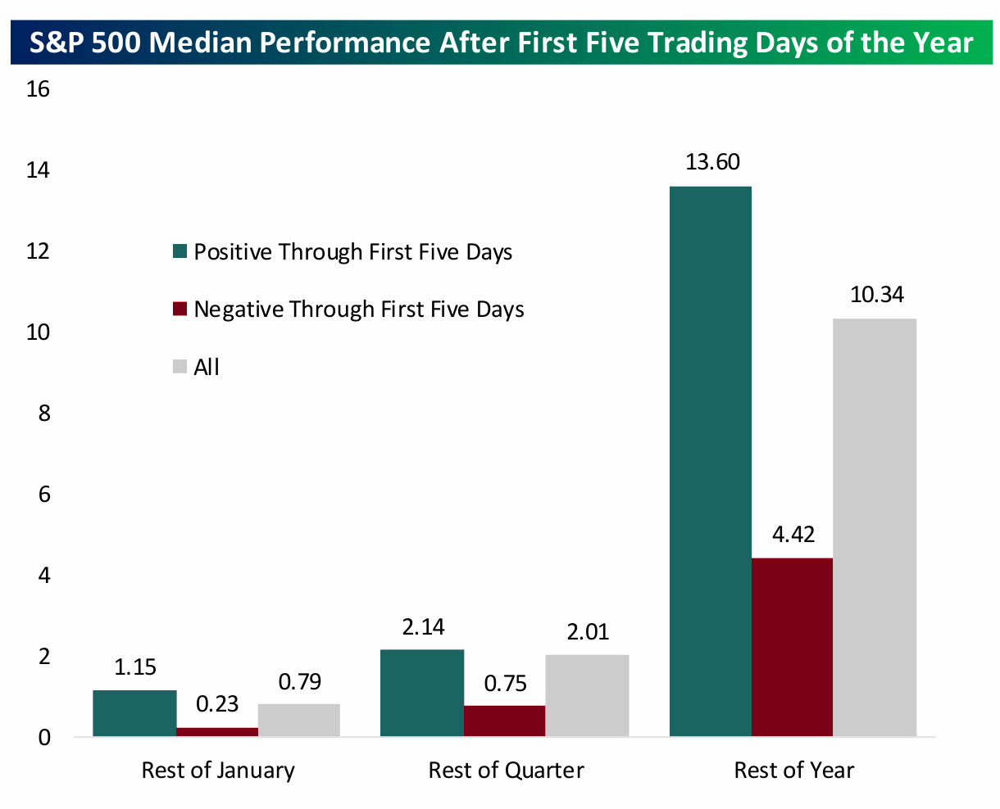 S&P 500 Median Performance After First Five Trading Days of the Year
16
14
12
10
8
6
4
2
0
Positive Through First Five Days
Negative Through First Five Days
All
1.15
0.23
0.79
2.14
0.75
2.01
13.60
4.42
10.34
Rest of January
Rest of Quarter
Rest of Year